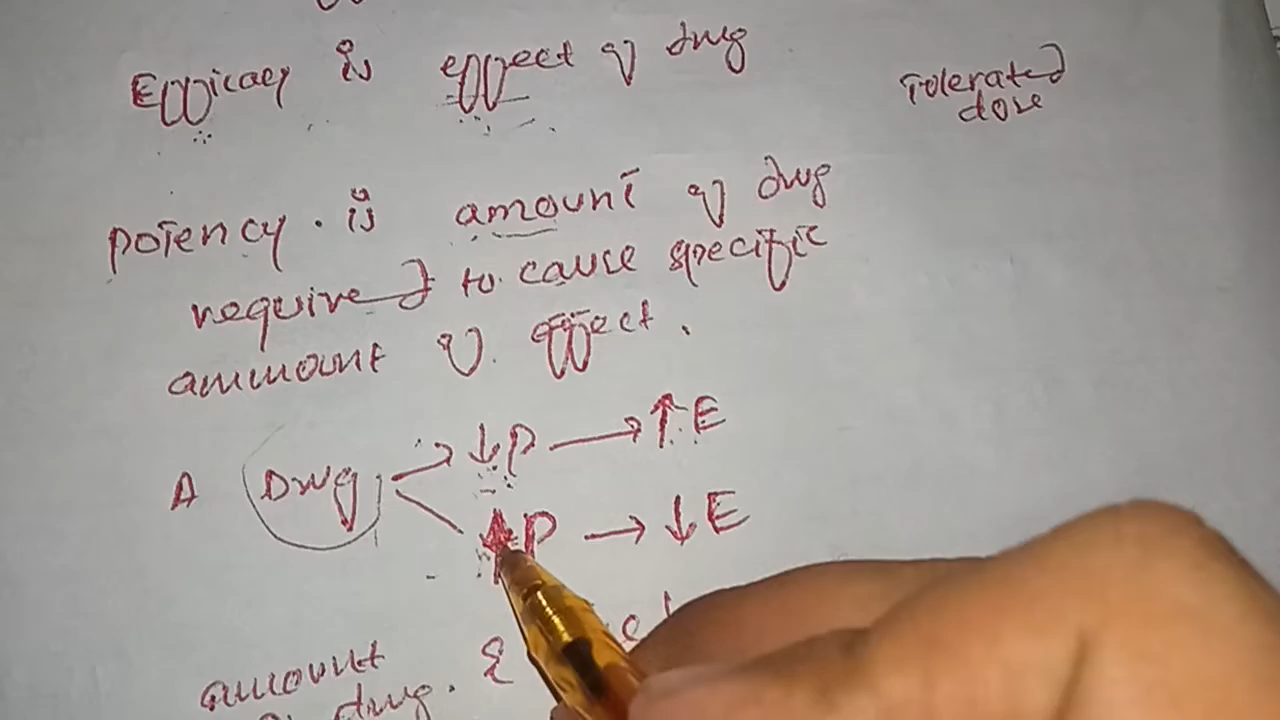 Efficacy is effect of drug
Tolerated
dose
Potency. is amount of drug
required to cause specific
ammount of. effect.
A Drug → ↓P → ↑E
↑P → ↓E
amount
drug.